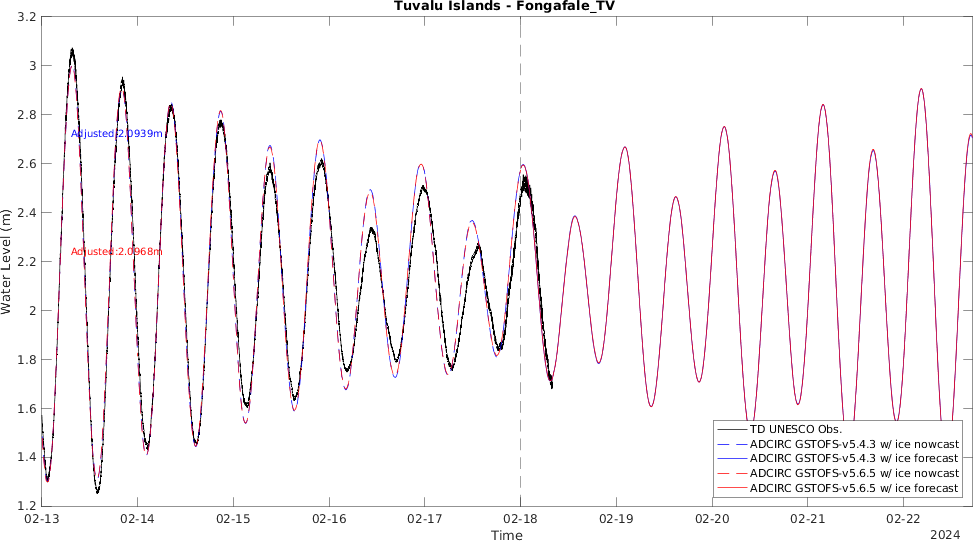 Tuvalu Islands - Fongafale_TV
3.2
3
2.8
2.6
2.4
2.2
2
1.8
1.6
1.4
1.2
Water Level (m)
Adjusted:2.0939m
Adjusted:2.0968m
TD UNESCO Obs.
ADCIRC GSTOFS-v5.4.3 w/ ice nowcast
ADCIRC GSTOFS-v5.4.3 w/ ice forecast
ADCIRC GSTOFS-v5.6.5 w/ ice nowcast
ADCIRC GSTOFS-v5.6.5 w/ ice forecast
02-13 02-14 02-15 02-16 02-17 02-18 02-19 02-20 02-21 02-22
Time
2024